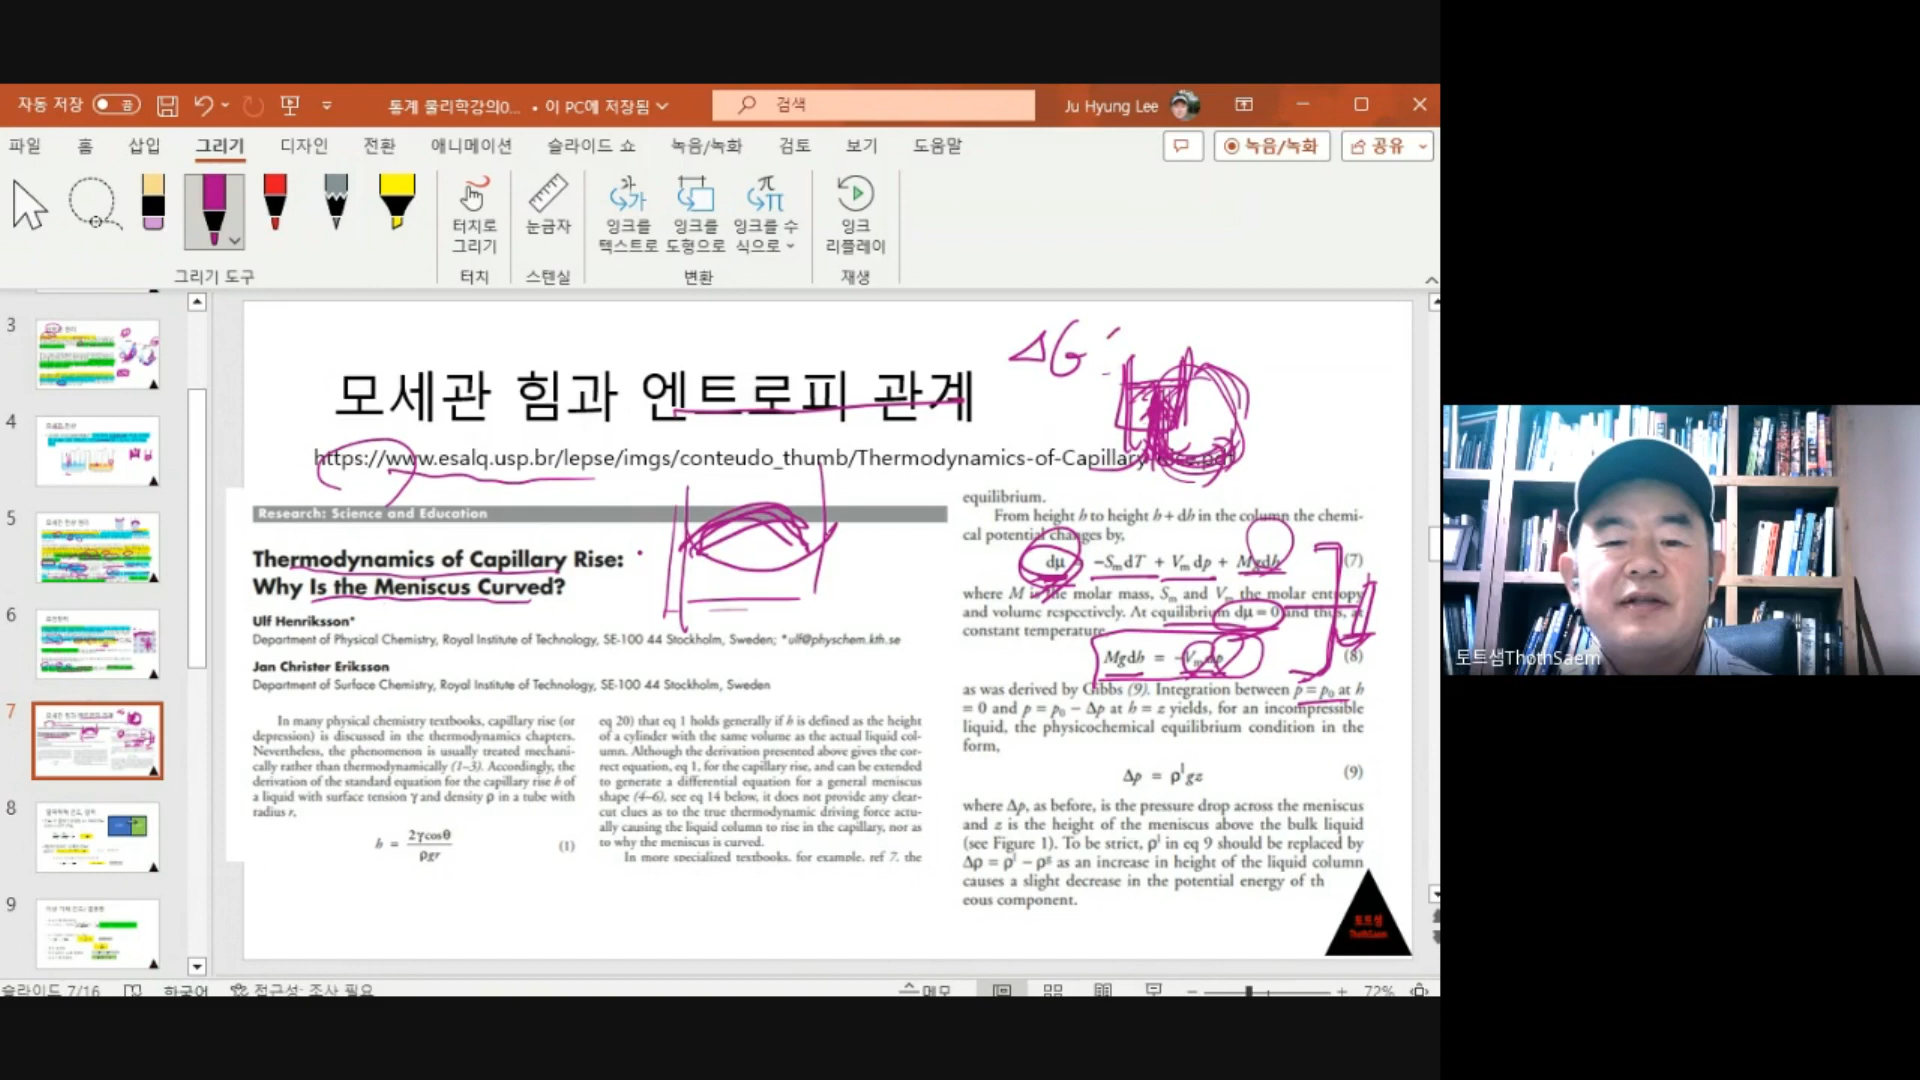 자동 저장
통계 물리학강의0... • 이 PC에 저장됨
검색
Ju Hyung Lee
파일 홈 삽입 그리기 디자인 전환 애니메이션 슬라이드 쇼 녹음/녹화 검토 보기 도움말
녹음/녹화
공유
터치로
그리기
눈금자
잉크를
텍스트로
잉크를
도형으로
잉크를 수
식으로
잉크
리플레이
그리기 도구
터치
스텐실
변환
재생
3
4
5
6
7
8
9
ΔG
모세관 힘과 엔트로피 관계
https://www.esalq.usp.br/lepse/imgs/conteudo_thumb/Thermodynamics-of-Capillary
Research: Science and Education
Thermodynamics of Capillary Rise:
Why Is the Meniscus Curved?
Ulf Henriksson*
Department of Physical Chemistry, Royal Institute of Technology, SE-100 44 Stockholm, Sweden; *ulf@physchem.kth.se
Jan Christer Eriksson
Department of Surface Chemistry, Royal Institute of Technology, SE-100 44 Stockholm, Sweden
In many physical chemistry textbooks, capillary rise (or
depression) is discussed in the thermodynamics chapters.
Nevertheless, the phenomenon is usually treated mechani-
cally rather than thermodynamically (1–3). Accordingly, the
derivation of the standard equation for the capillary rise h of
a liquid with surface tension γ and density ρ in a tube with
radius r,
h = 2γcosθ / ρgr (1)
eq 20) that eq 1 holds generally if h is defined as the height
of a cylinder with the same volume as the actual liquid col-
umn. Although the derivation presented above gives the cor-
rect equation, eq 1, for the capillary rise, and can be extended
to generate a differential equation for a general meniscus
shape (4–6), see eq 14 below, it does not provide any clear-
cut clues as to the true thermodynamic driving force actu-
ally causing the liquid column to rise in the capillary, nor as
to why the meniscus is curved.
In more specialized textbooks, for example, ref 7, the
equilibrium.
From height h to height h + dh in the column the chemi-
cal potential changes by,
dμ −SmdT + Vmdp + Mgdh (7)
where M is the molar mass, Sm and Vm the molar entropy
and volume respectively. At equilibrium dμ = 0 and thus, at
constant temperature
Mgdh = −Vmdp (8)
as was derived by Gibbs (9). Integration between p = p0 at h
= 0 and p = p0 − Δp at h = z yields, for an incompressible
liquid, the physicochemical equilibrium condition in the
form,
Δp = ρlgz (9)
where Δp, as before, is the pressure drop across the meniscus
and z is the height of the meniscus above the bulk liquid
(see Figure 1). To be strict, ρl in eq 9 should be replaced by
Δρ = ρl − ρg as an increase in height of the liquid column
causes a slight decrease in the potential energy of th
eous component.
토트샘
ThothSaem
토트샘ThothSaem
슬라이드 7/16 한국어 접근성: 조사 필요 메모 72%